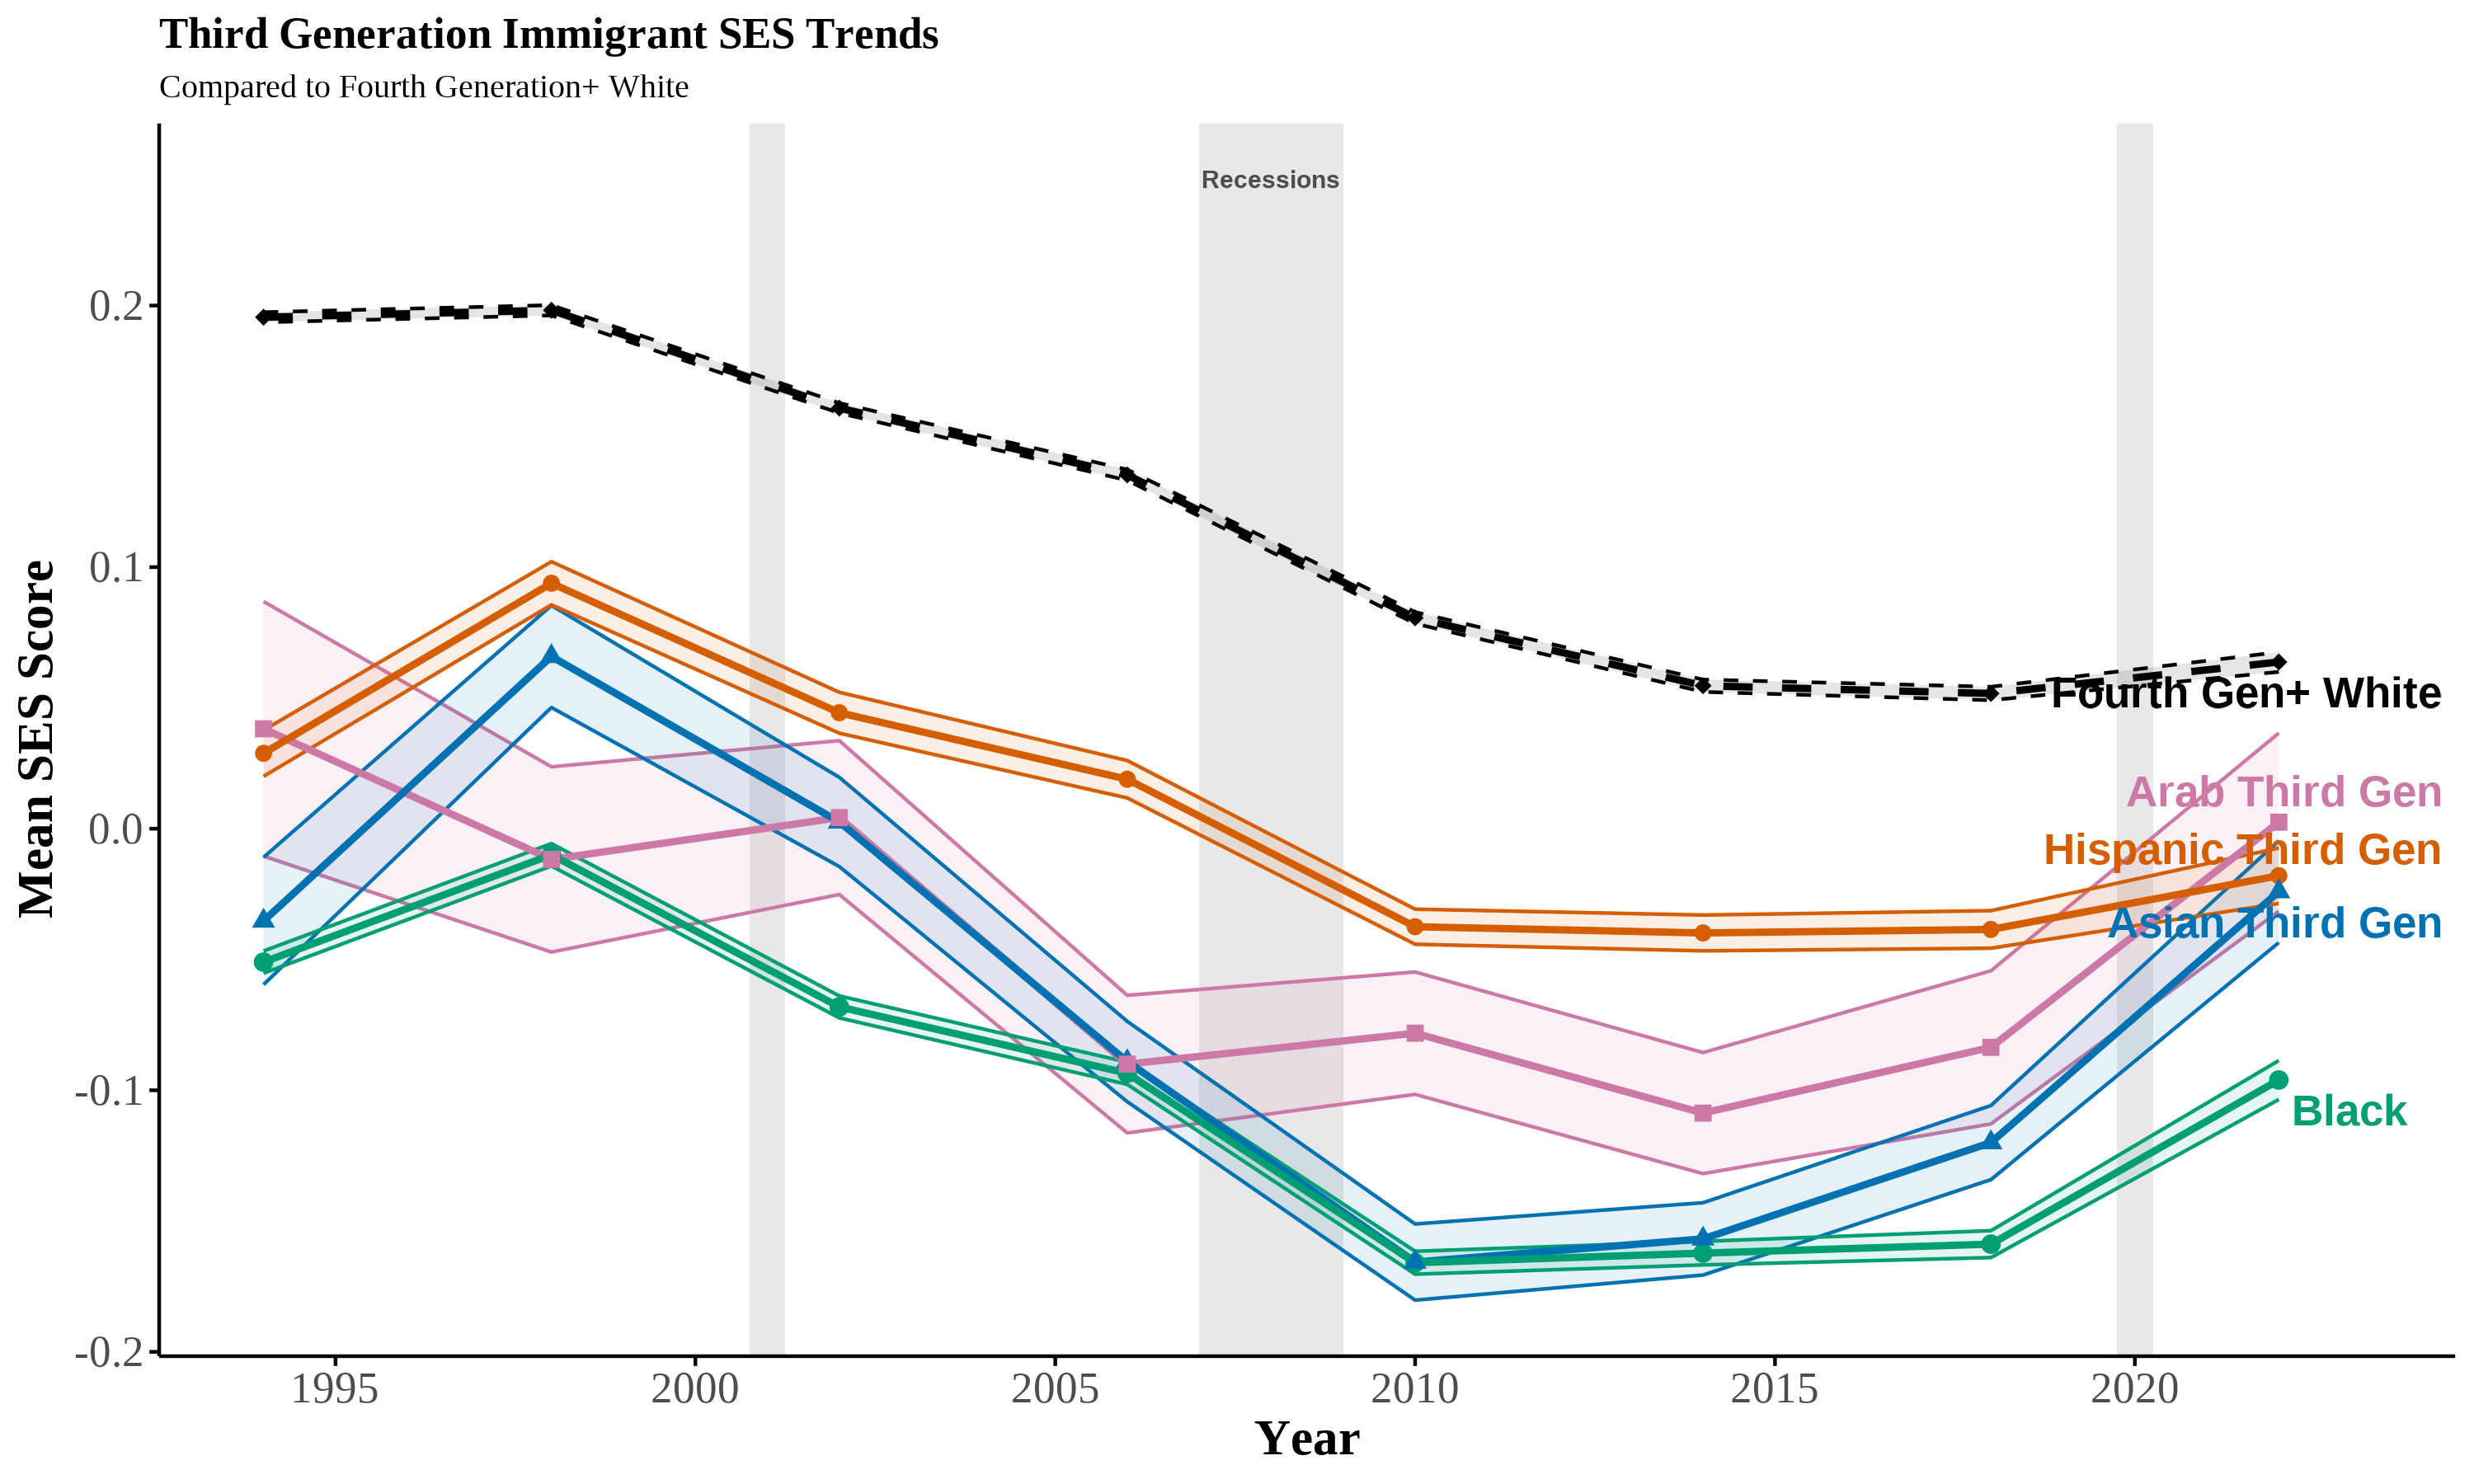 Third Generation Immigrant SES Trends
Compared to Fourth Generation+ White
Recessions
Mean SES Score
0.2
0.1
0.0
-0.1
-0.2
Fourth Gen+ White
Arab Third Gen
Hispanic Third Gen
Asian Third Gen
Black
1995 2000 2005 2010 2015 2020
Year